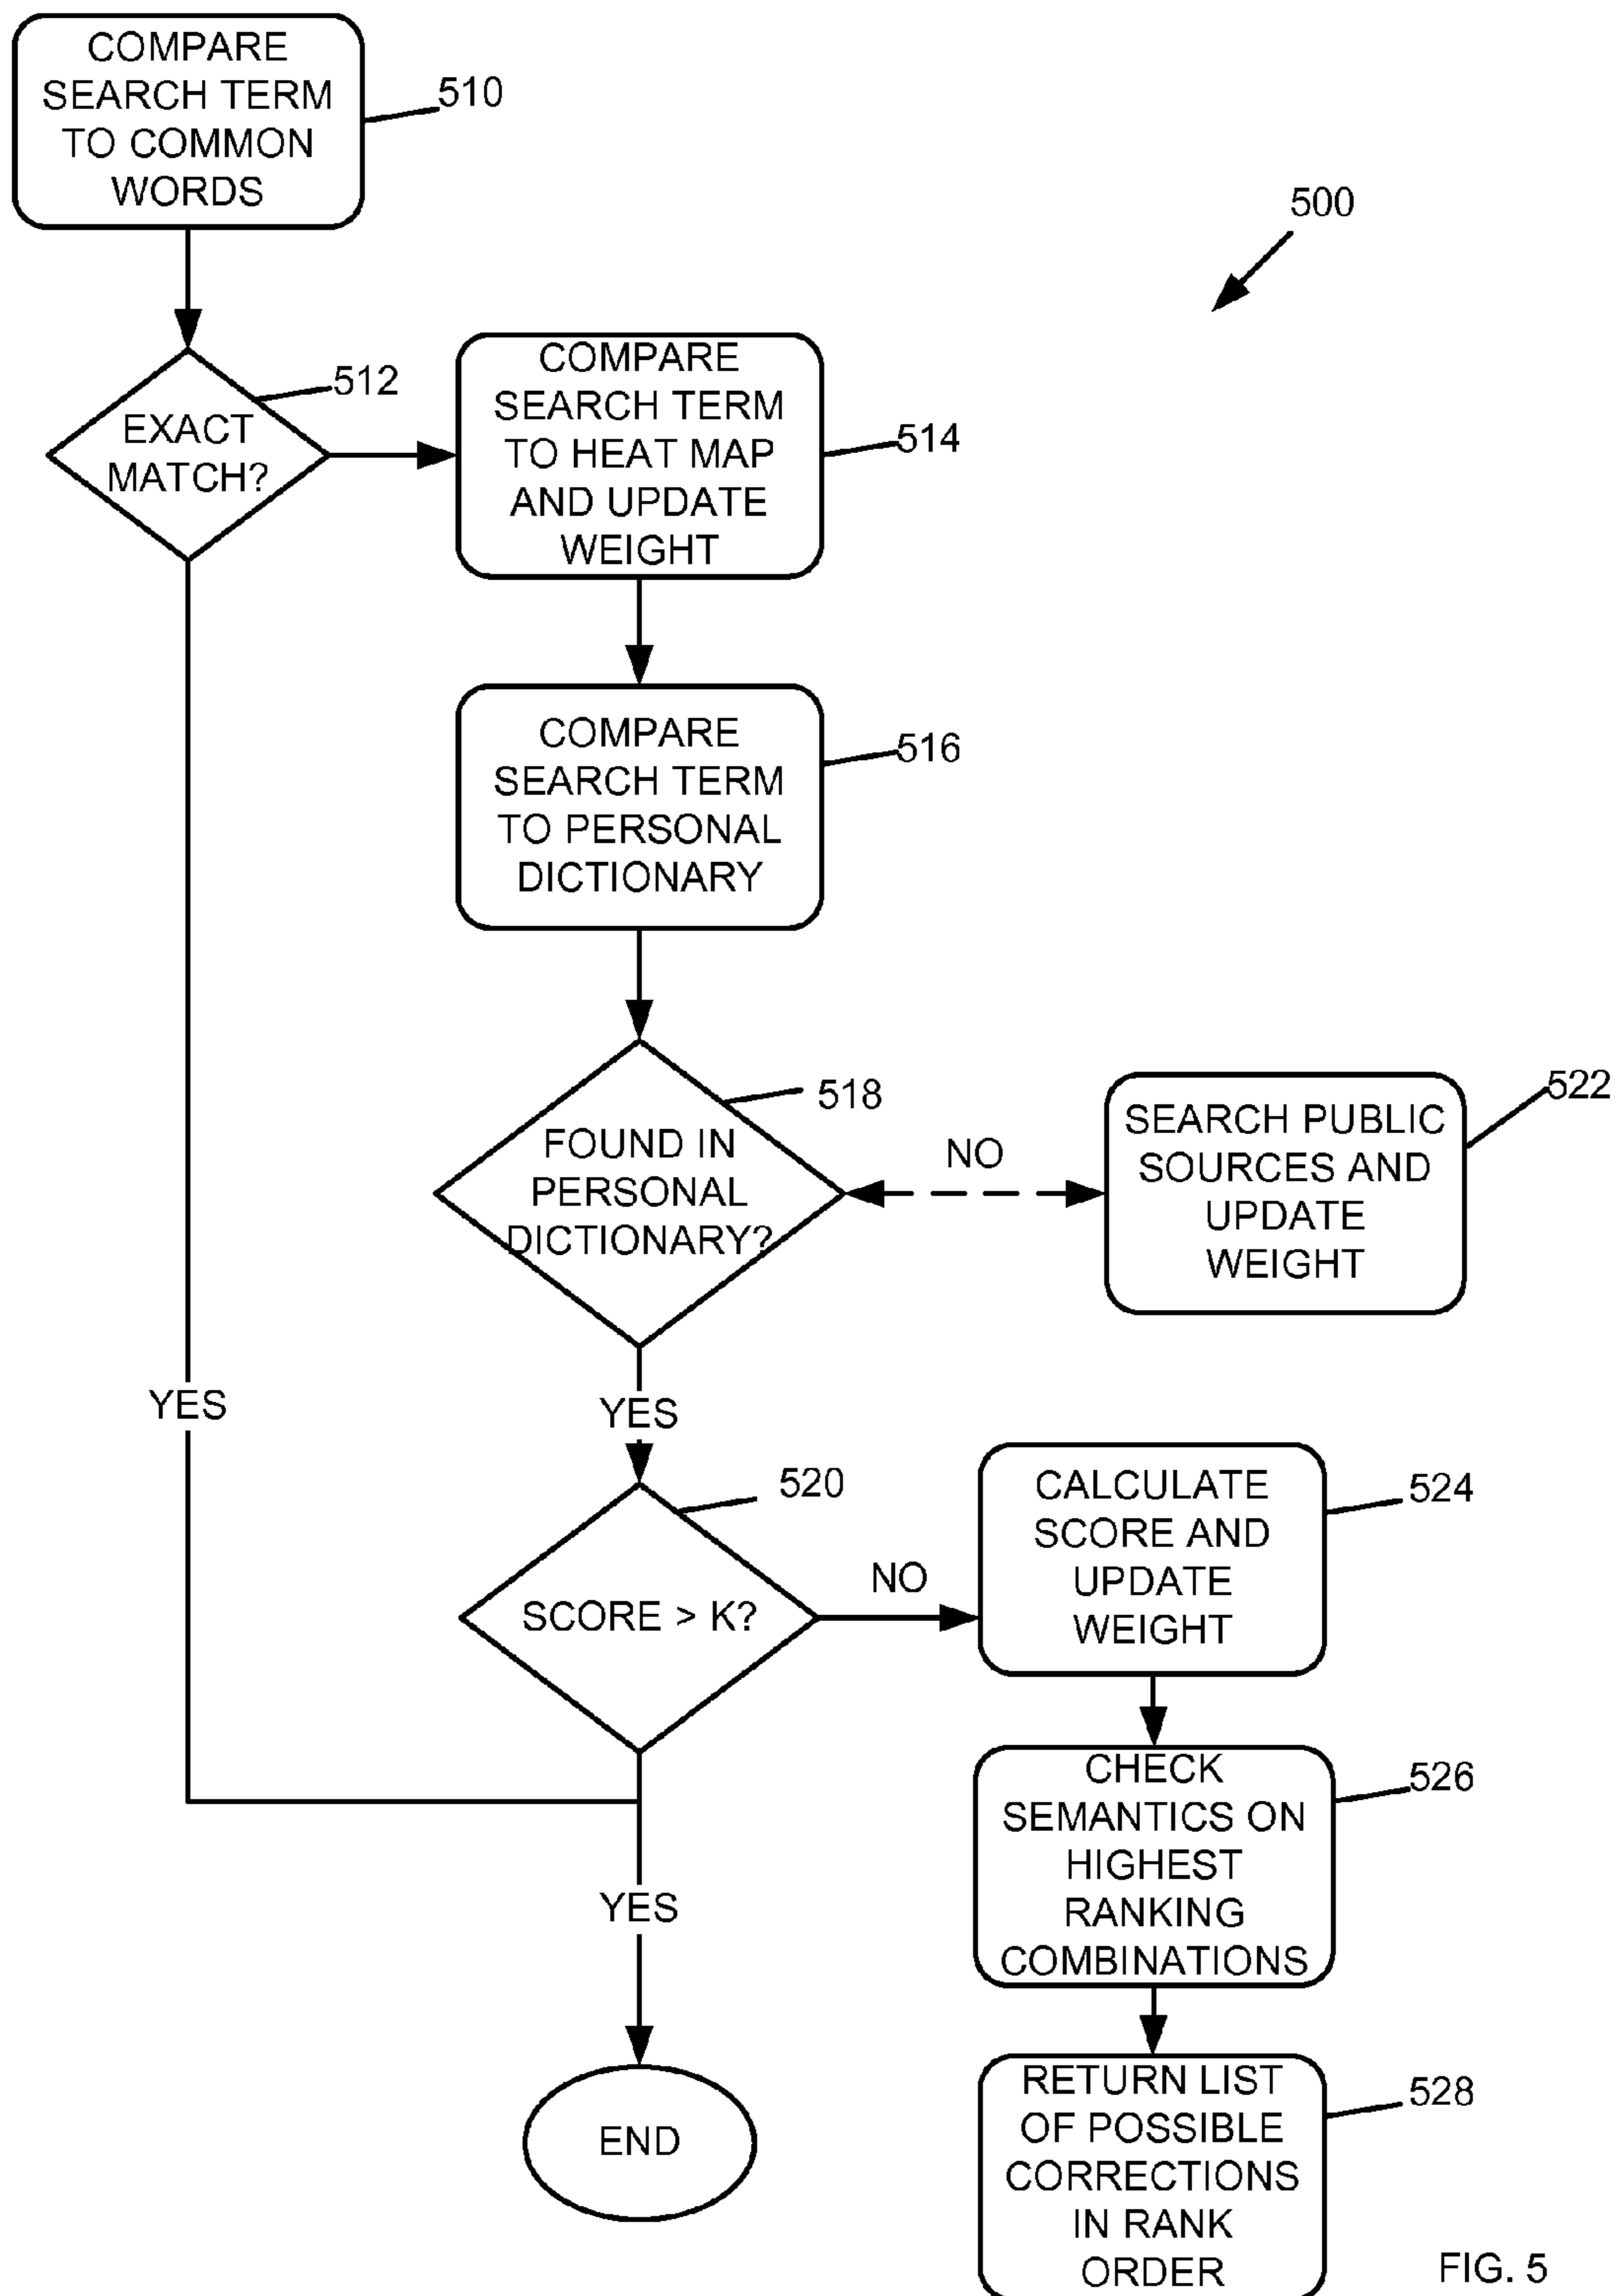 COMPARE
SEARCH TERM
TO COMMON
WORDS
510
500
EXACT
MATCH?
512
COMPARE
SEARCH TERM
TO HEAT MAP
AND UPDATE
WEIGHT
514
COMPARE
SEARCH TERM
TO PERSONAL
DICTIONARY
516
FOUND IN
PERSONAL
DICTIONARY?
518
NO
SEARCH PUBLIC
SOURCES AND
UPDATE
WEIGHT
522
YES
YES
SCORE > K?
520
NO
CALCULATE
SCORE AND
UPDATE
WEIGHT
524
CHECK
SEMANTICS ON
HIGHEST
RANKING
COMBINATIONS
526
YES
END
RETURN LIST
OF POSSIBLE
CORRECTIONS
IN RANK
ORDER
528
FIG. 5